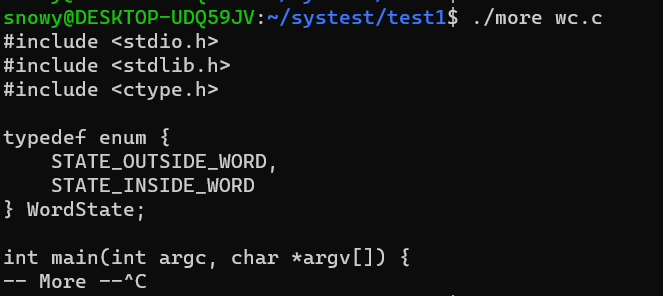 snowy@DESKTOP-UDQ59JV:~/systest/test1$ ./more wc.c
#include <stdio.h>
#include <stdlib.h>
#include <ctype.h>

typedef enum {
    STATE_OUTSIDE_WORD,
    STATE_INSIDE_WORD
} WordState;

int main(int argc, char *argv[]) {
-- More --^C